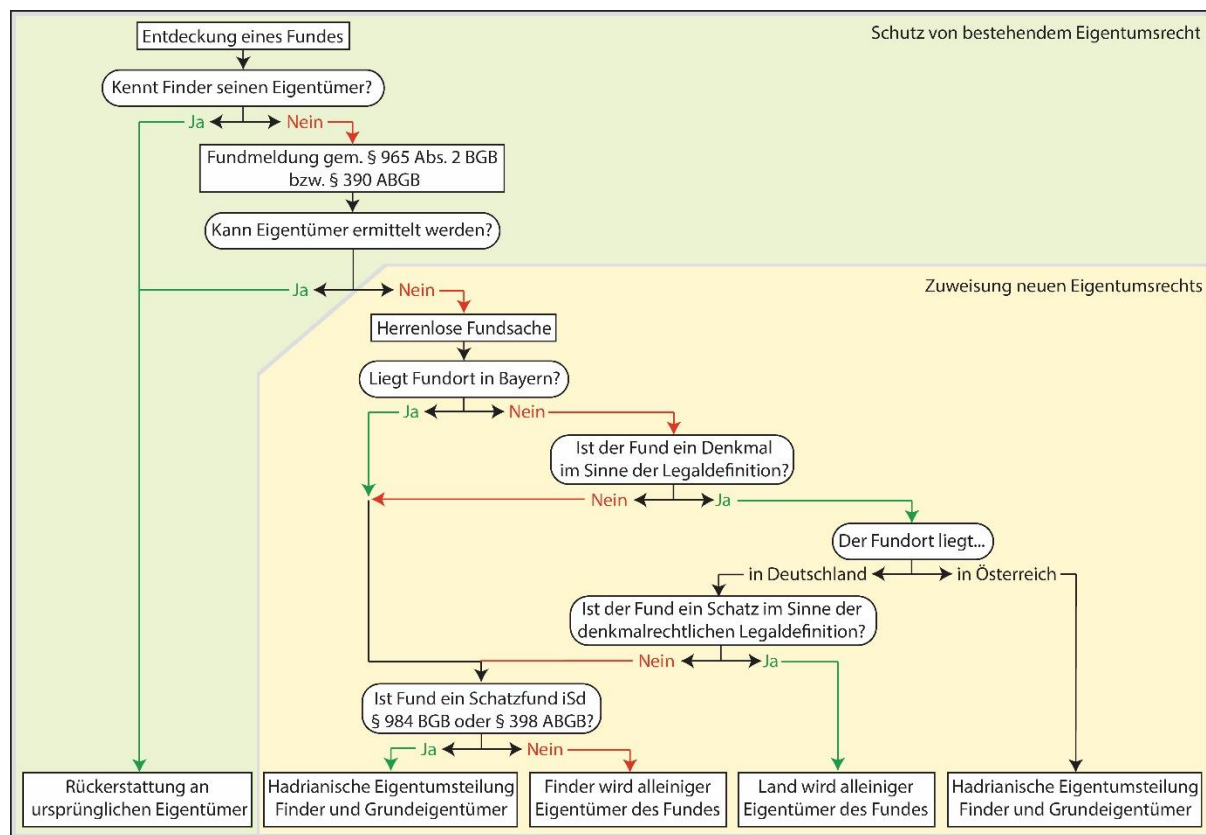 Schutz von bestehendem Eigentumsrecht
Entdeckung eines Fundes
Kennt Finder seinen Eigentümer?
Ja
Nein
Fundmeldung gem. § 965 Abs. 2 BGB
bzw. § 390 ABGB
Kann Eigentümer ermittelt werden?
Zuweisung neuen Eigentumsrechts
Ja
Nein
Herrenlose Fundsache
Liegt Fundort in Bayern?
Ja
Nein
Ist der Fund ein Denkmal
im Sinne der Legaldefinition?
Nein
Ja
Der Fundort liegt...
in Deutschland
in Österreich
Ist der Fund ein Schatz im Sinne der
denkmalrechtlichen Legaldefinition?
Nein
Ja
Ist Fund ein Schatzfund iSd
§ 984 BGB oder § 398 ABGB?
Ja
Nein
Rückerstattung an
ursprünglichen Eigentümer
Hadrianische Eigentumsteilung
Finder und Grundeigentümer
Finder wird alleiniger
Eigentümer des Fundes
Land wird alleiniger
Eigentümer des Fundes
Hadrianische Eigentumsteilung
Finder und Grundeigentümer